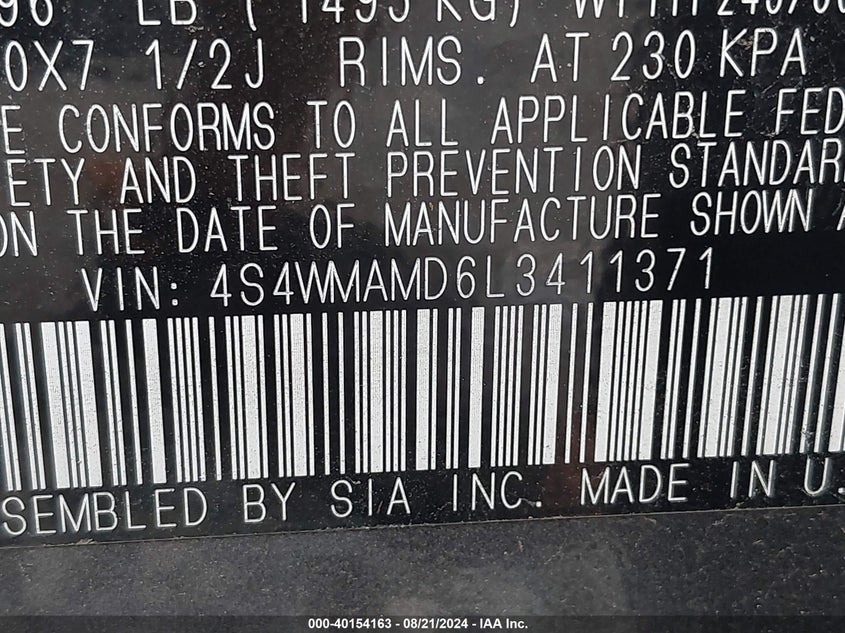 LB ( 1495 KG) WITH
0X7 1/2J RIMS. AT 230 KPA
E CONFORMS TO ALL APPLICABLE FED
ETY AND THEFT PREVENTION STANDAR
ON THE DATE OF MANUFACTURE SHOWN A
VIN: 4S4WMAMD6L3411371
SEMBLED BY SIA INC. MADE IN U.
000-40154163 - 08/21/2024 - IAA Inc.